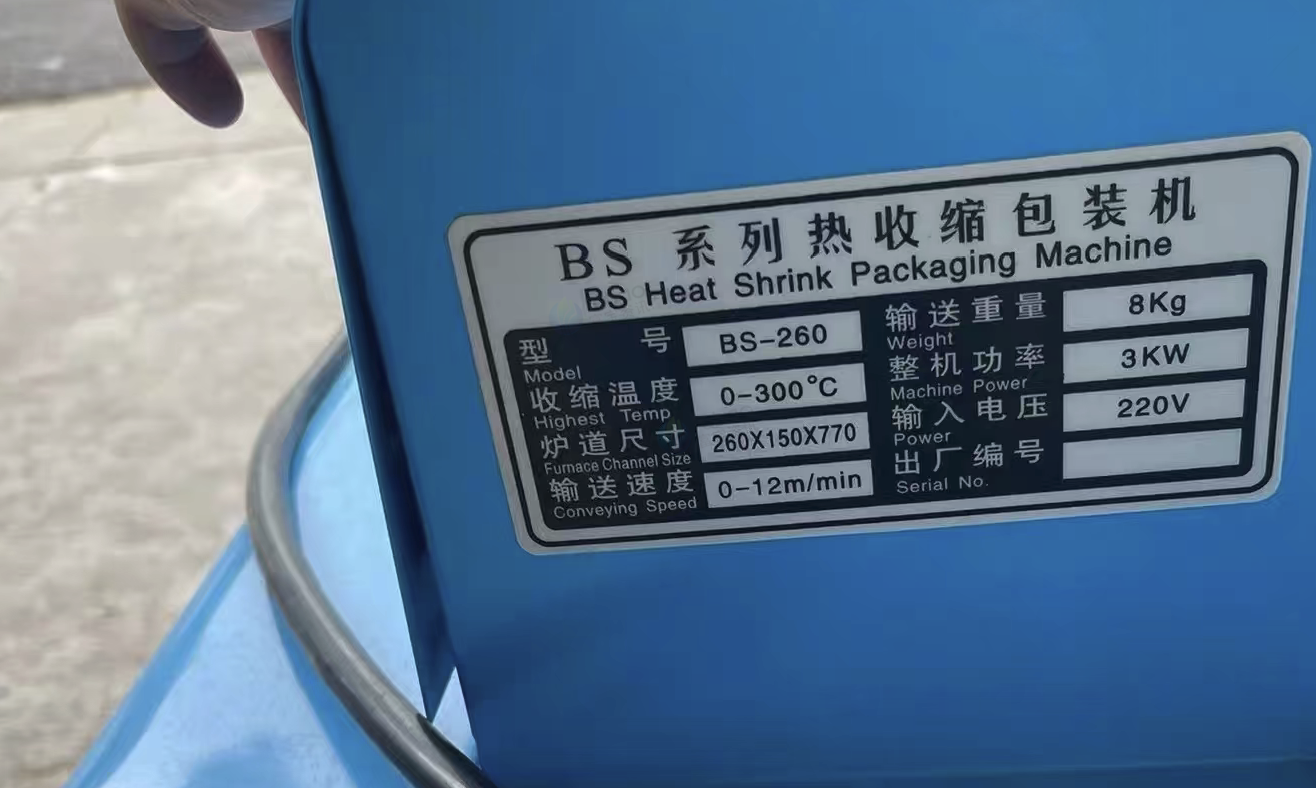 BS 系列热收缩包装机
BS Heat Shrink Packaging Machine
型号 BS-260
Model
收缩温度 0-300℃
Highest Temp
炉道尺寸 260X150X770
Furnace Channel Size
输送速度 0-12m/min
Conveying Speed
输送重量 8Kg
Weight
整机功率 3KW
Machine Power
输入电压 220V
Power
出厂编号
Serial No.